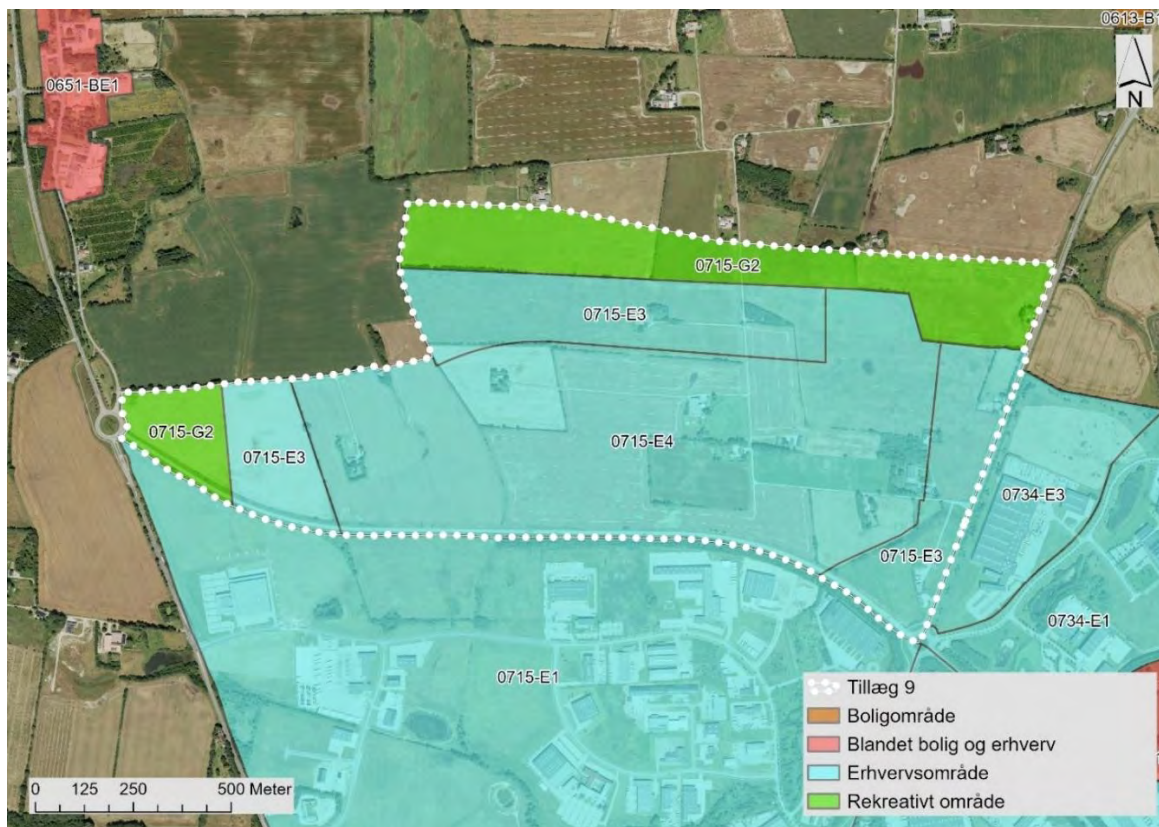 0613-B1
0651-BE1
N
0715-G2
0715-E3
0715-G2
0715-E3
0715-E4
0734-E3
0715-E3
0734-E1
0715-E1
Tillæg 9
Boligområde
Blandet bolig og erhverv
Erhvervsområde
Rekreativt område
0 125 250 500 Meter